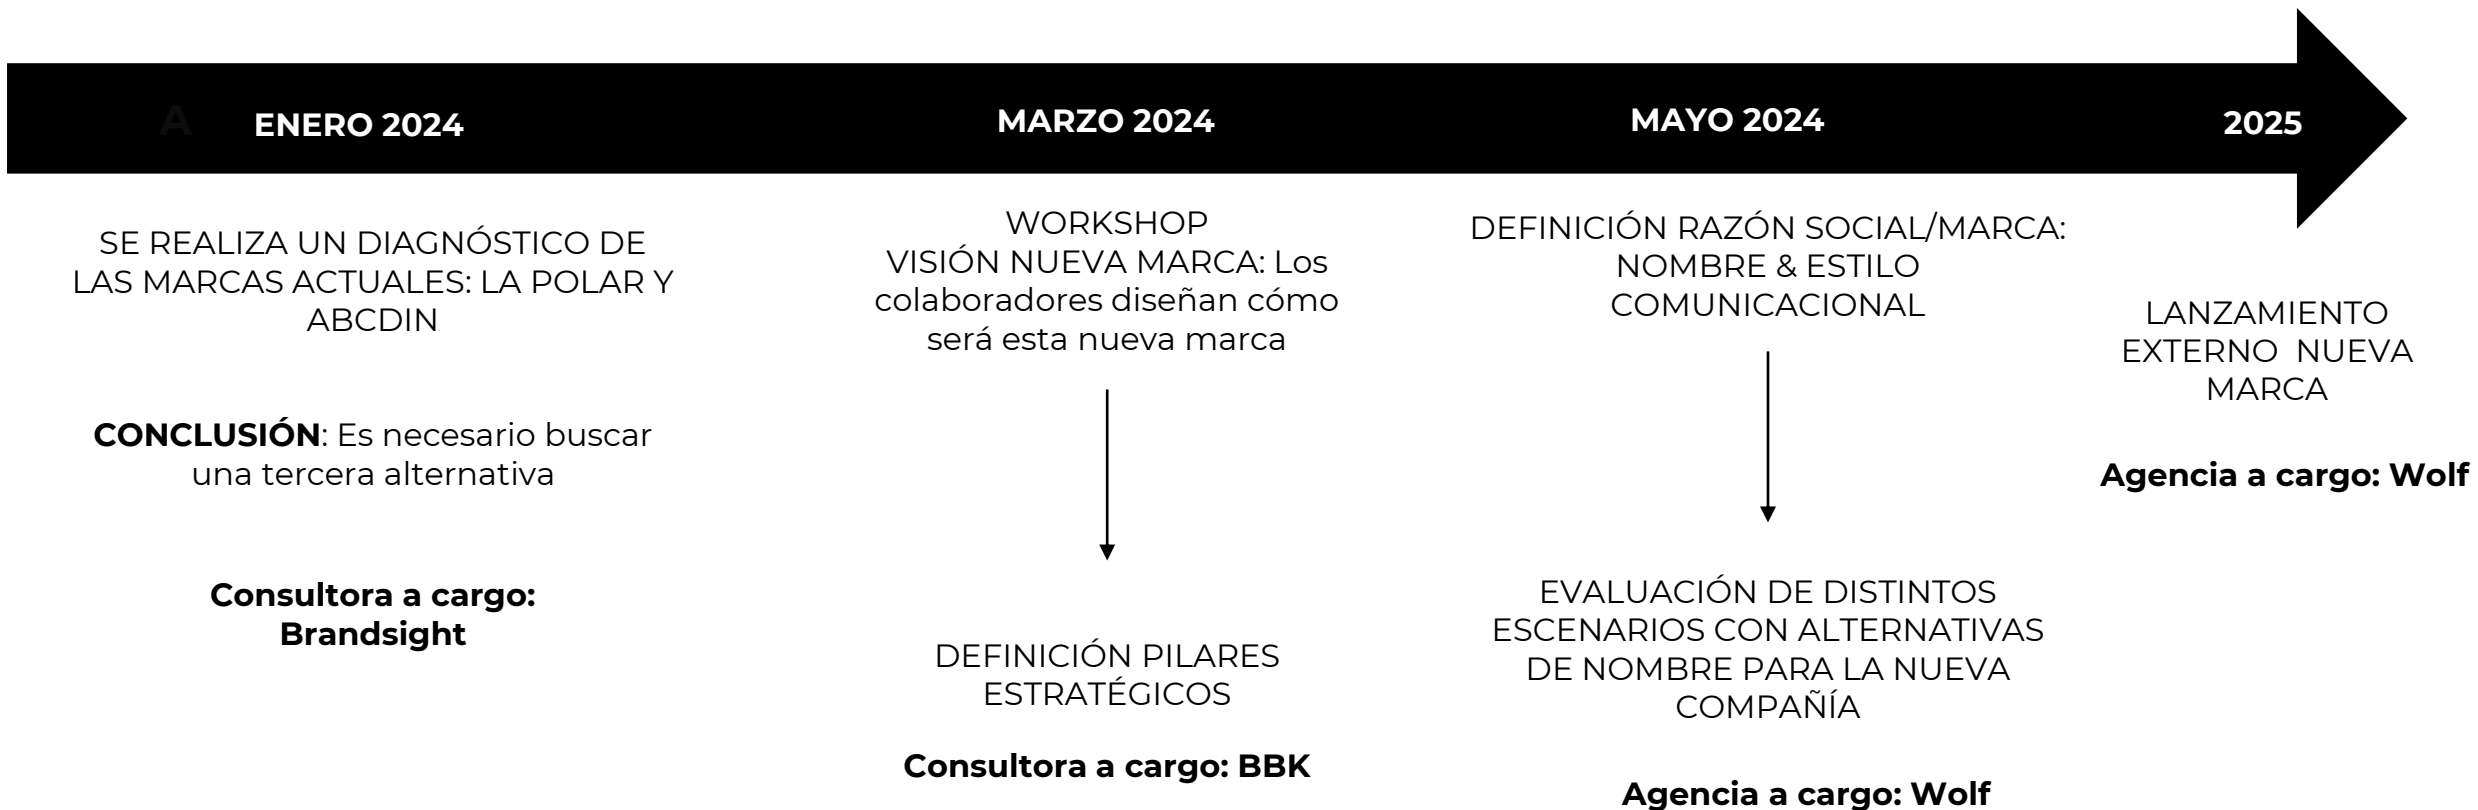 A
ENERO 2024
MARZO 2024
MAYO 2024
2025
SE REALIZA UN DIAGNÓSTICO DE
LAS MARCAS ACTUALES: LA POLAR Y
ABCDIN
CONCLUSIÓN: Es necesario buscar
una tercera alternativa
Consultora a cargo:
Brandsight
WORKSHOP
VISIÓN NUEVA MARCA: Los
colaboradores diseñan cómo
será esta nueva marca
DEFINICIÓN PILARES
ESTRATÉGICOS
Consultora a cargo: BBK
DEFINICIÓN RAZÓN SOCIAL/MARCA:
NOMBRE & ESTILO
COMUNICACIONAL
EVALUACIÓN DE DISTINTOS
ESCENARIOS CON ALTERNATIVAS
DE NOMBRE PARA LA NUEVA
COMPAÑÍA
Agencia a cargo: Wolf
LANZAMIENTO
EXTERNO  NUEVA
MARCA
Agencia a cargo: Wolf